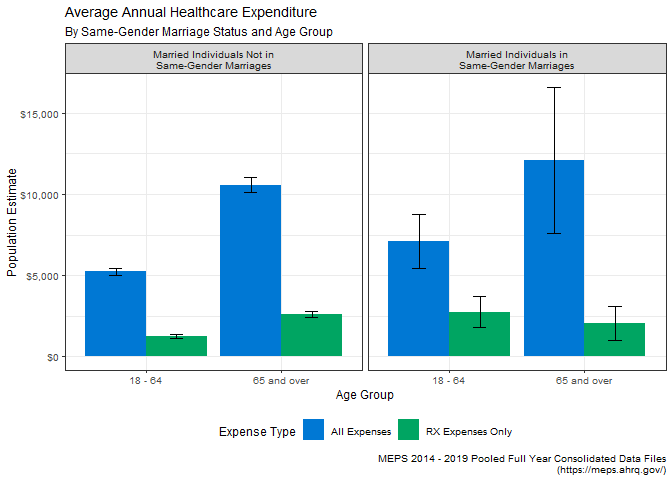 Average Annual Healthcare Expenditure
By Same-Gender Marriage Status and Age Group
Married Individuals Not in
Same-Gender Marriages
Married Individuals in
Same-Gender Marriages
Population Estimate
$15,000
$10,000
$5,000
$0
18 - 64
65 and over
18 - 64
65 and over
Age Group
Expense Type
All Expenses
RX Expenses Only
MEPS 2014 - 2019 Pooled Full Year Consolidated Data Files
(https://meps.ahrq.gov/)